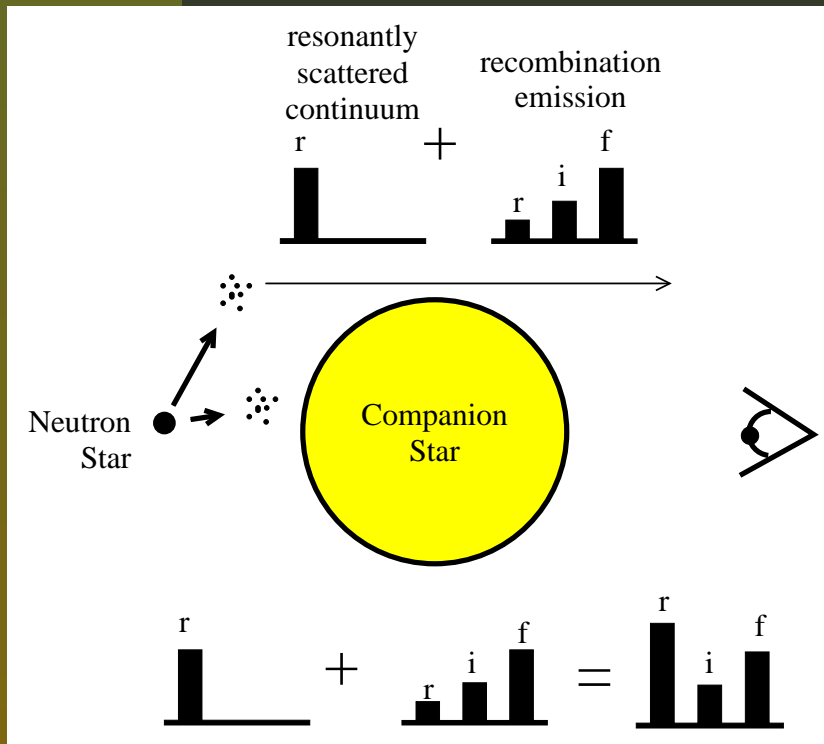 resonantly
scattered
continuum
recombination
emission
r
+
r
i
f
Neutron
Star
Companion
Star
r
+
r
i
f
=
r
i
f